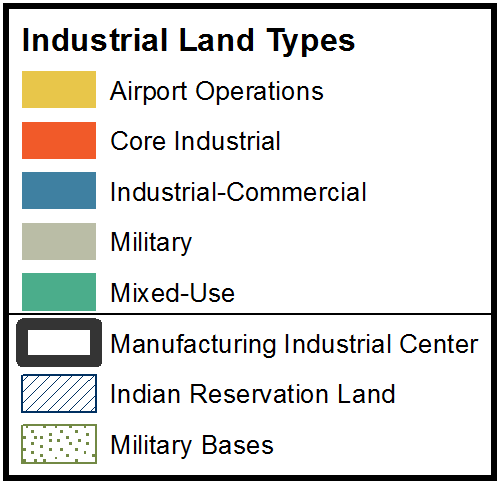 Industrial Land Types
Airport Operations
Core Industrial
Industrial-Commercial
Military
Mixed-Use
Manufacturing Industrial Center
Indian Reservation Land
Military Bases